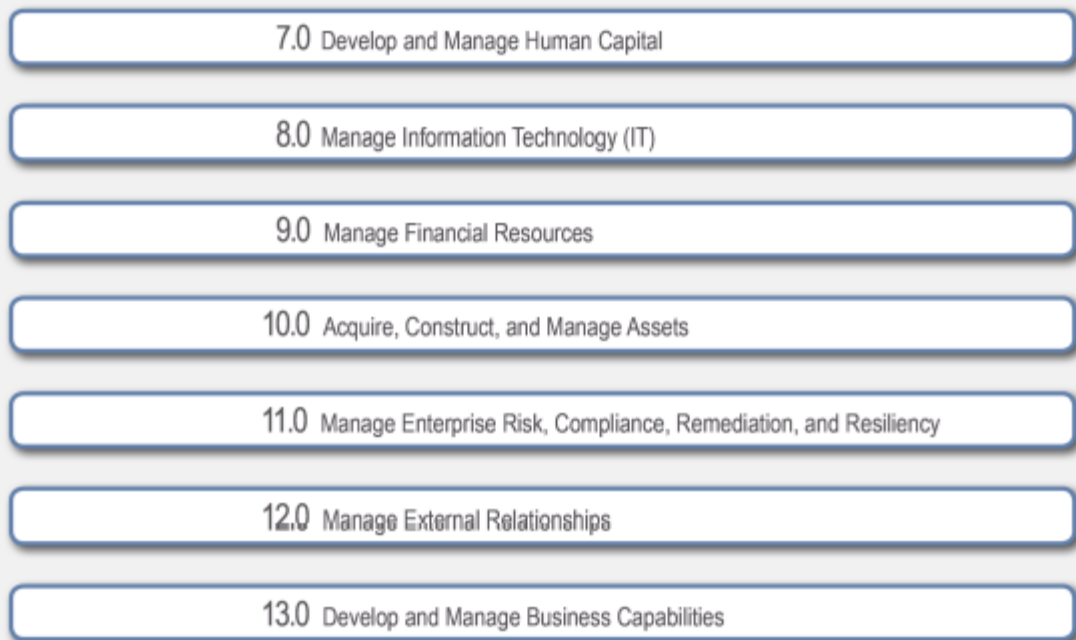 7.0 Develop and Manage Human Capital
8.0 Manage Information Technology (IT)
9.0 Manage Financial Resources
10.0 Acquire, Construct, and Manage Assets
11.0 Manage Enterprise Risk, Compliance, Remediation, and Resiliency
12.0 Manage External Relationships
13.0 Develop and Manage Business Capabilities